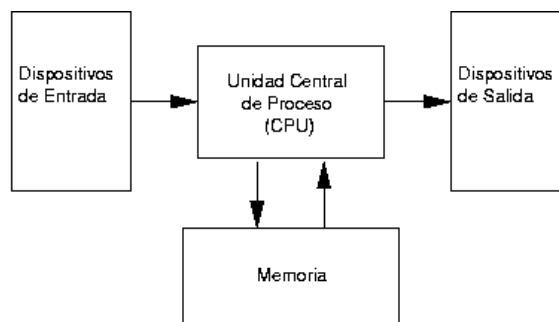 Dispositivos
de Entrada
Unidad Central
de Proceso
(CPU)
Dispositivos
de Salida
Memoria